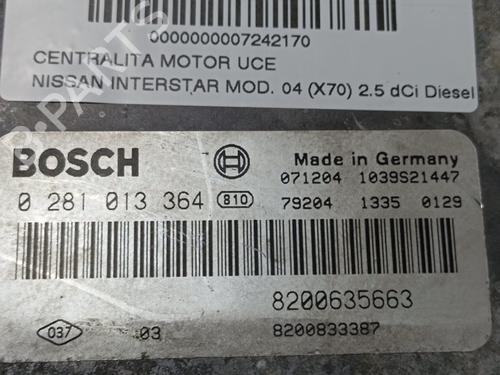 0000000007242170
CENTRALITA MOTOR UCE
NISSAN INTERSTAR MOD. 04 (X70) 2.5 dCi Diesel
BOSCH
Made in Germany
0 281 013 364 810
071204 1039S21447
79204 1335 0129
8200635663
037 03
8200833387